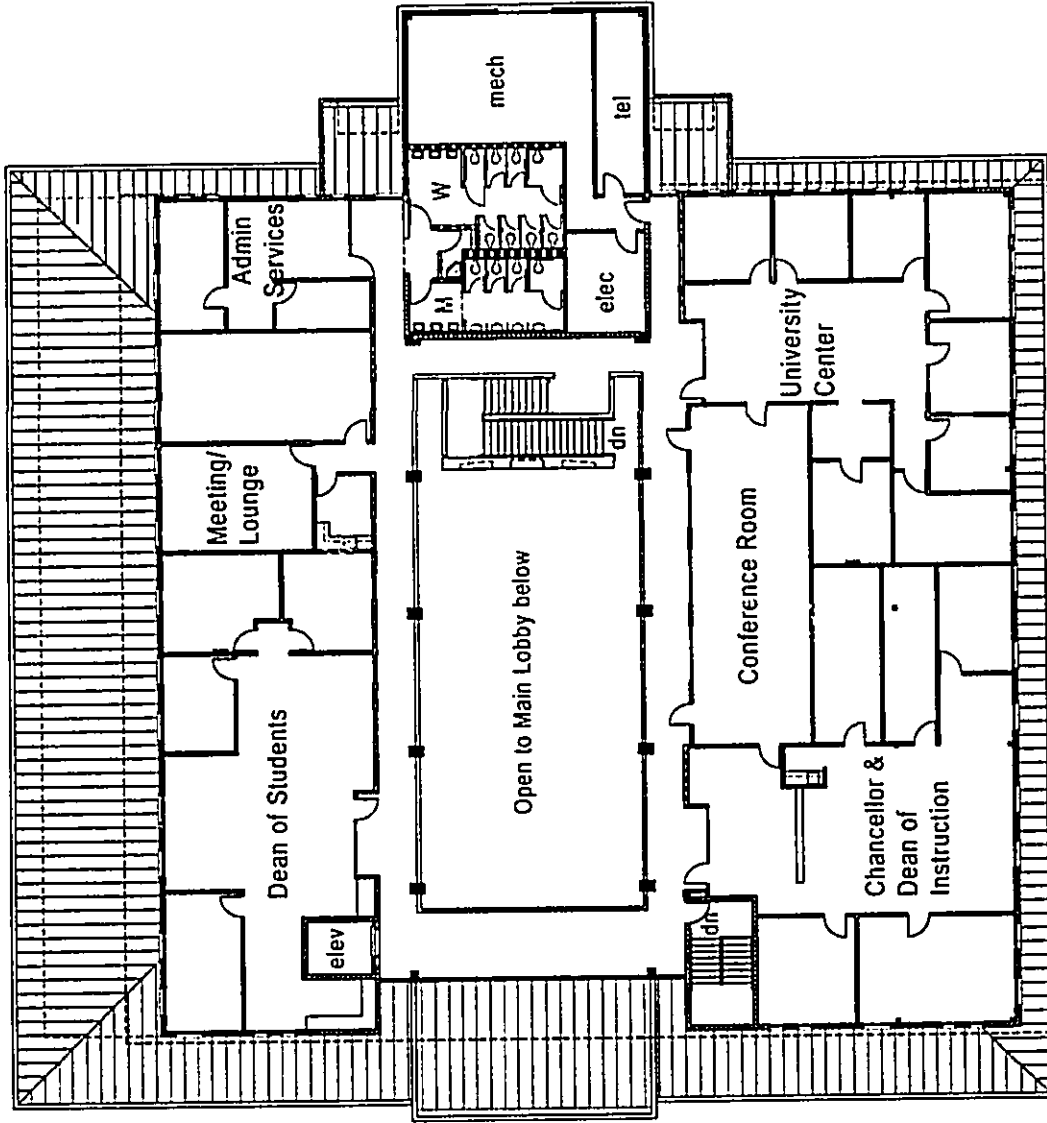 mech
tel
W
M
elec
Admin
Services
Meeting/
Lounge
Dean of Students
elev
dn
Open to Main Lobby below
University
Center
Conference Room
Chancellor &
Dean of
Instruction
dn